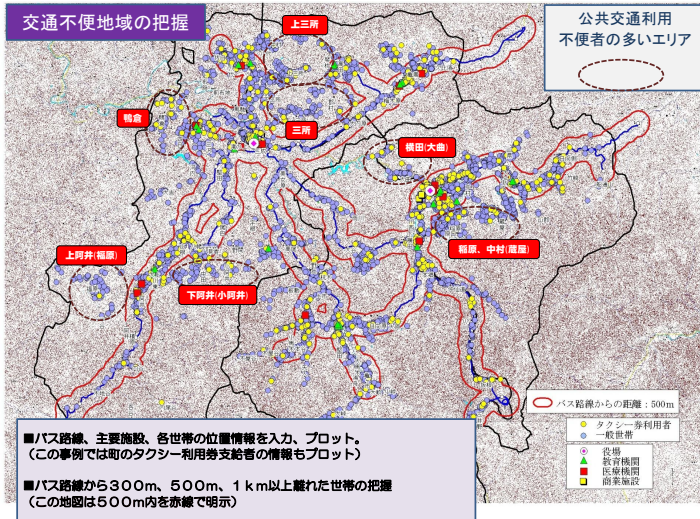 交通不便地域の把握
公共交通利用
不便者の多いエリア
上三所
鴨倉
三所
横田(大曲)
稲原、中村(蔵屋)
上阿井(福原)
下阿井(小阿井)
バス路線からの距離：500m
タクシー券利用者
一般世帯
役場
教育機関
医療機関
商業施設
■バス路線、主要施設、各世帯の位置情報を入力、プロット。
（この事例では町のタクシー利用券支給者の情報もプロット）
■バス路線から３００m、５００m、１ｋｍ以上離れた世帯の把握
（この地図は５００m内を赤線で明示）